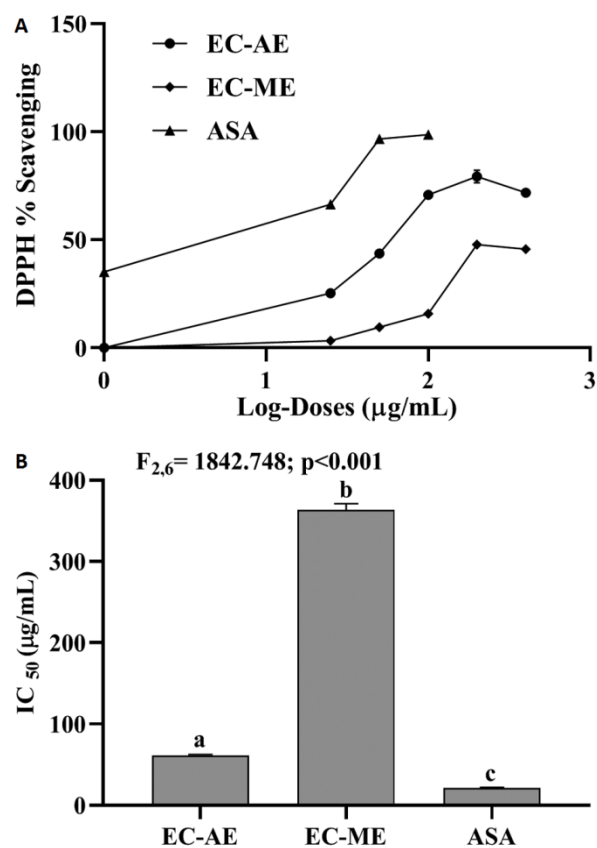 A
150
100
50
0
DPPH % Scavenging
EC-AE
EC-ME
ASA
0 1 2 3
Log-Doses (μg/mL)
B
F2,6= 1842.748; p<0.001
400
300
200
100
0
IC 50 (μg/mL)
a
b
c
EC-AE EC-ME ASA